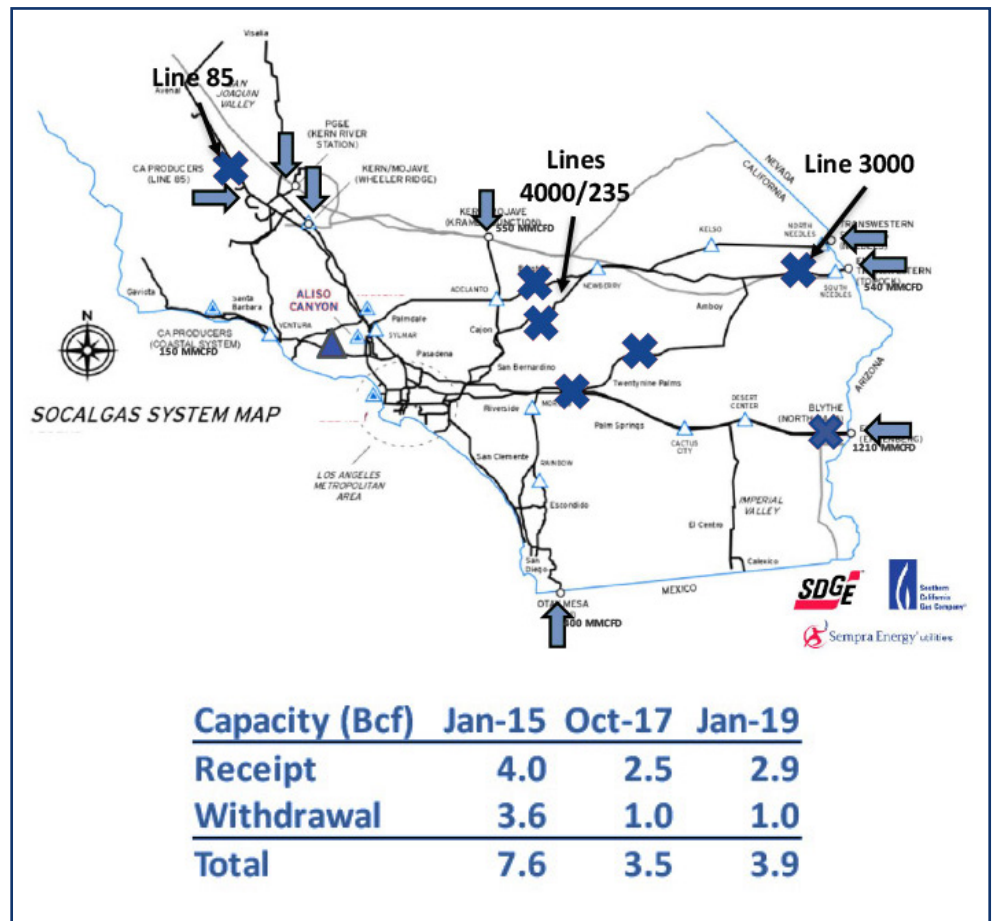 Visalia
Line 85
Avenal
SAN
JOAQUIN
VALLEY
PG&E
(KERN RIVER
STATION)
CA PRODUCERS
(LINE 85)
KERN/MOJAVE
(WHEELER RIDGE)
Lines
4000/235
Line 3000
NEVADA
CALIFORNIA
550 MMCFD
KELSO
NORTH
NEEDLES
TRANSWESTERN
SOUTH
NEEDLES
540 MMCFD
ADELANTO
NEWBERRY
Amboy
Gaviota
Santa
Barbara
ALISO
CANYON
VENTURA
Palmdale
SYLMAR
Cajon
CA PRODUCERS
(COASTAL SYSTEM)
150 MMCFD
N
Pasadena
San Bernardino
Twentynine Palms
ARIZONA
SOCALGAS SYSTEM MAP
Riverside
Palm Springs
DESERT
CENTER
BLYTHE
1210 MMCFD
CACTUS
CITY
LOS ANGELES
METROPOLITAN
AREA
San Clemente
RAINBOW
Escondido
IMPERIAL
VALLEY
El Centro
Calexico
San
Diego
MEXICO
MMCFD
SDGE
Southern
California
Gas Company
Sempra Energy utilities
Capacity (Bcf) Jan-15 Oct-17 Jan-19
Receipt 4.0 2.5 2.9
Withdrawal 3.6 1.0 1.0
Total 7.6 3.5 3.9